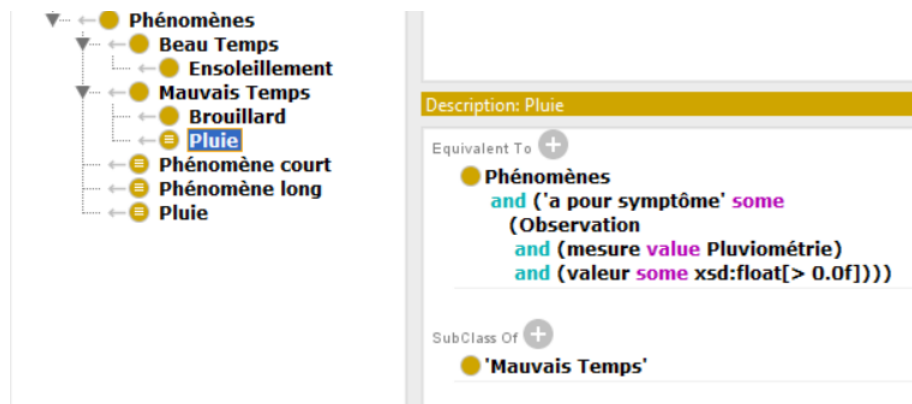 Phénomènes
Beau Temps
Ensoleillement
Mauvais Temps
Brouillard
Pluie
Phénomène court
Phénomène long
Pluie
Description: Pluie
Equivalent To
Phénomènes
and ('a pour symptôme' some
(Observation
and (mesure value Pluviométrie)
and (valeur some xsd:float[> 0.0f])))
SubClass Of
'Mauvais Temps'